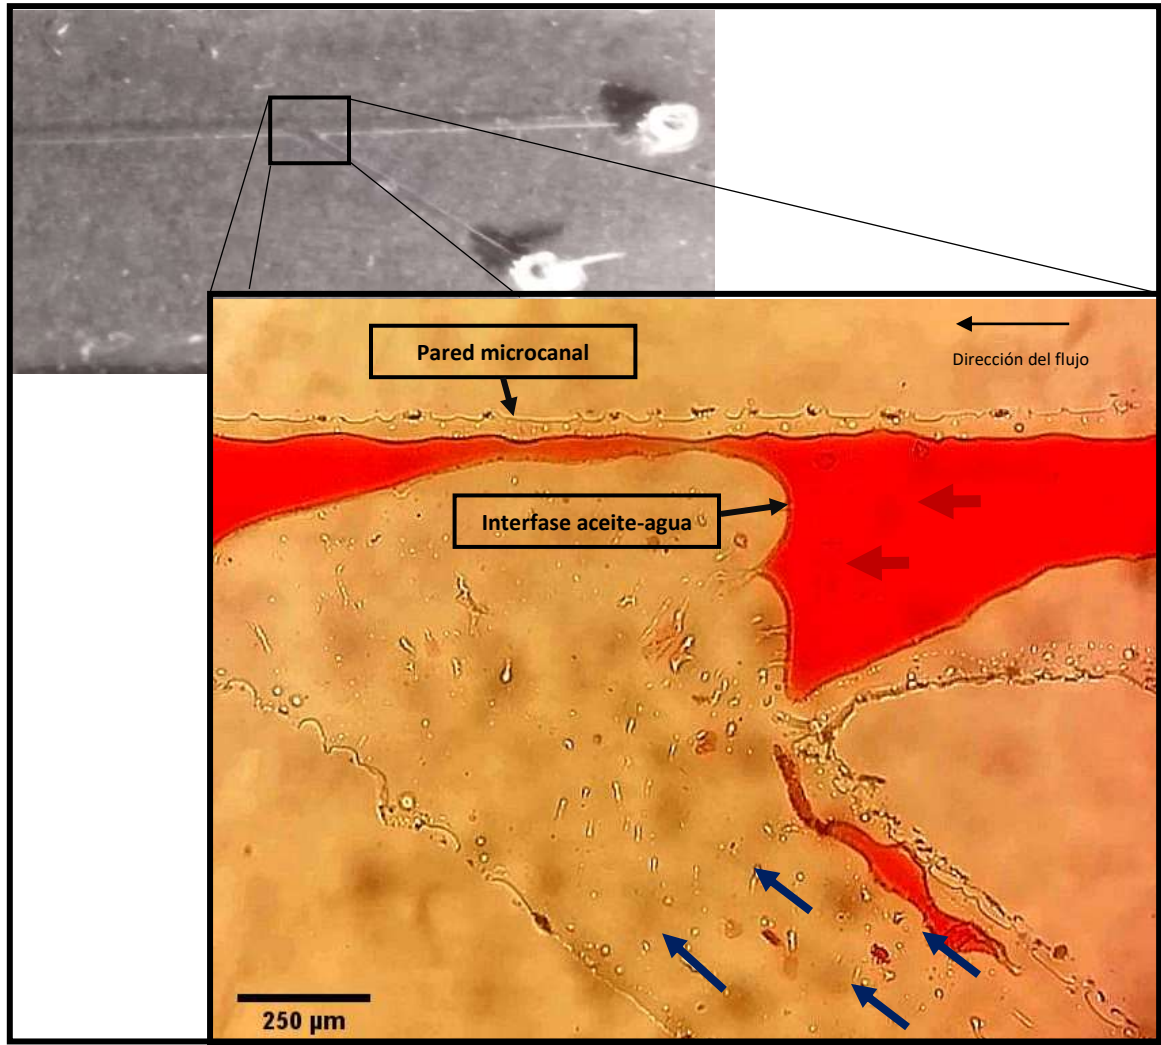 Pared microcanal
Dirección del flujo
Interfase aceite-agua
250 µm